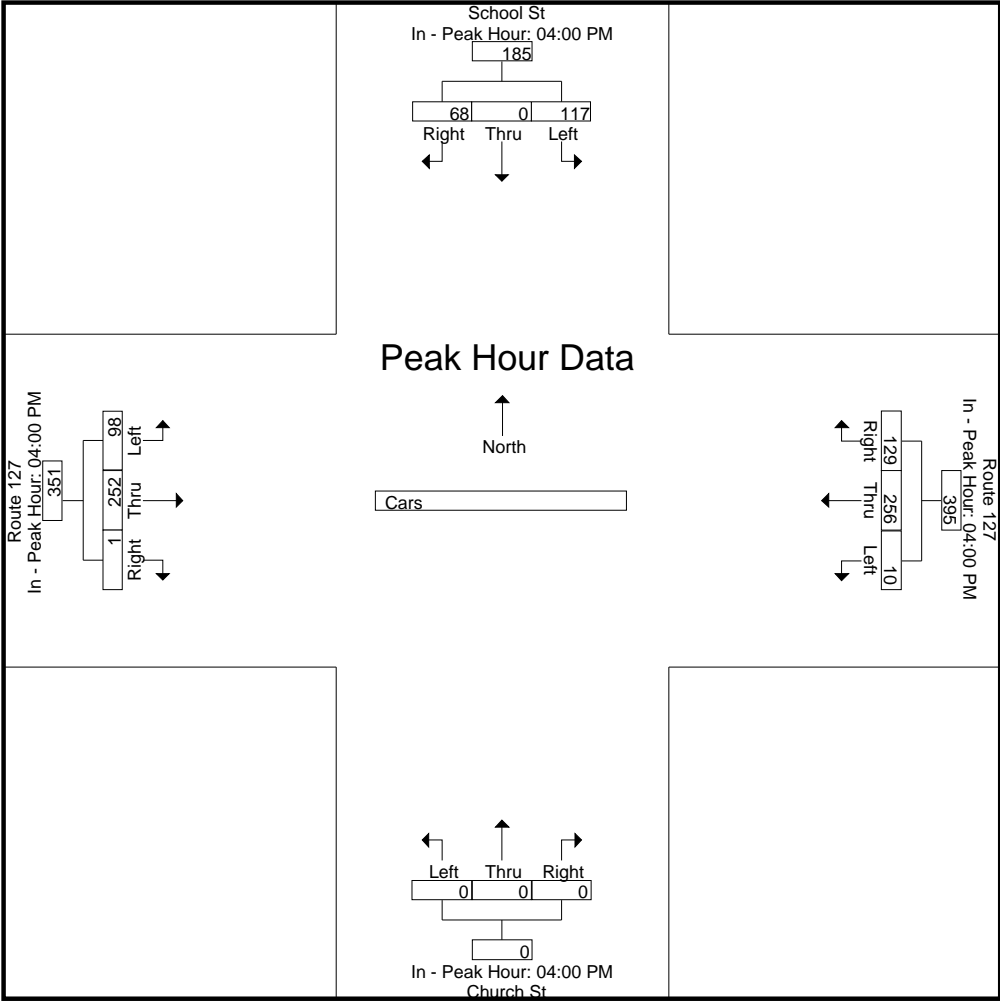 School St
In - Peak Hour: 04:00 PM
185
68 0 117
Right Thru Left
Peak Hour Data
North
Cars
Route 127
In - Peak Hour: 04:00 PM
351
98 252 1
Left Thru Right
Route 127
In - Peak Hour: 04:00 PM
395
129 256 10
Right Thru Left
Left Thru Right
0 0 0
0
In - Peak Hour: 04:00 PM
Church St